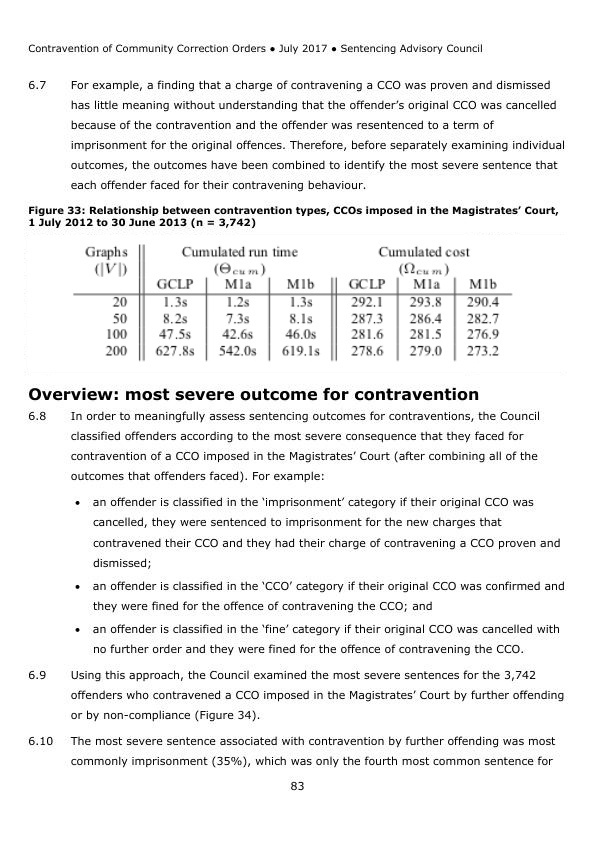 Contravention of Community Correction Orders ● July 2017 ● Sentencing Advisory Council
6.7 For example, a finding that a charge of contravening a CCO was proven and dismissed
has little meaning without understanding that the offender’s original CCO was cancelled
because of the contravention and the offender was resentenced to a term of
imprisonment for the original offences. Therefore, before separately examining individual
outcomes, the outcomes have been combined to identify the most severe sentence that
each offender faced for their contravening behaviour.
Figure 33: Relationship between contravention types, CCOs imposed in the Magistrates’ Court,
1 July 2012 to 30 June 2013 (n = 3,742)
Graphs Cumulated run time Cumulated cost
(|V|) (Θcum) (Ωcum)
GCLP M1a M1b GCLP M1a M1b
20 1.3s 1.2s 1.3s 292.1 293.8 290.4
50 8.2s 7.3s 8.1s 287.3 286.4 282.7
100 47.5s 42.6s 46.0s 281.6 281.5 276.9
200 627.8s 542.0s 619.1s 278.6 279.0 273.2
Overview: most severe outcome for contravention
6.8 In order to meaningfully assess sentencing outcomes for contraventions, the Council
classified offenders according to the most severe consequence that they faced for
contravention of a CCO imposed in the Magistrates’ Court (after combining all of the
outcomes that offenders faced). For example:
• an offender is classified in the ‘imprisonment’ category if their original CCO was
cancelled, they were sentenced to imprisonment for the new charges that
contravened their CCO and they had their charge of contravening a CCO proven and
dismissed;
• an offender is classified in the ‘CCO’ category if their original CCO was confirmed and
they were fined for the offence of contravening the CCO; and
• an offender is classified in the ‘fine’ category if their original CCO was cancelled with
no further order and they were fined for the offence of contravening the CCO.
6.9 Using this approach, the Council examined the most severe sentences for the 3,742
offenders who contravened a CCO imposed in the Magistrates’ Court by further offending
or by non-compliance (Figure 34).
6.10 The most severe sentence associated with contravention by further offending was most
commonly imprisonment (35%), which was only the fourth most common sentence for
83